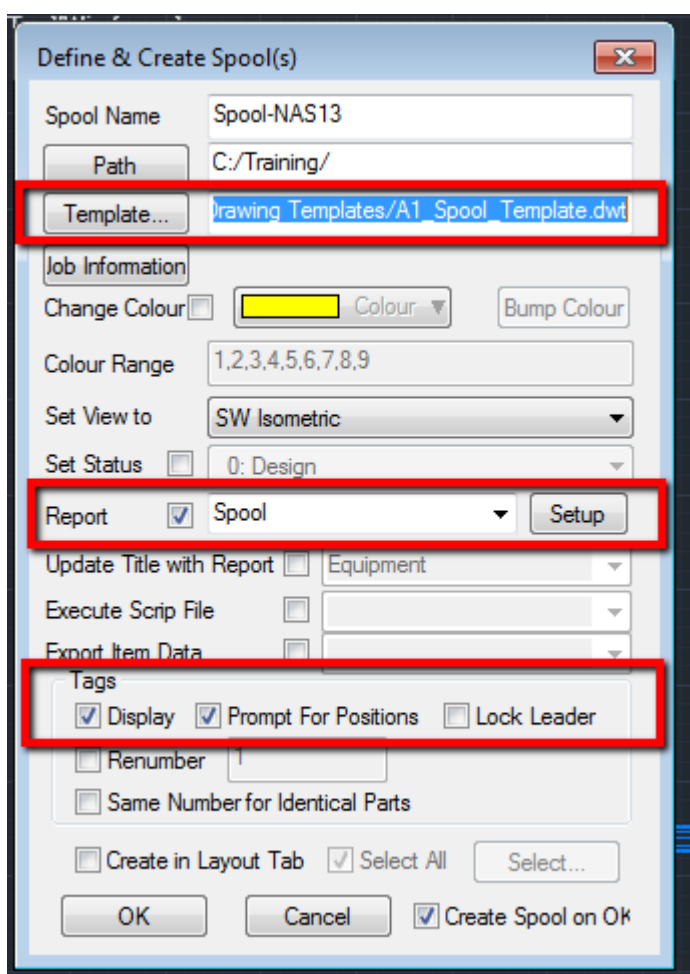 Define & Create Spool(s)
Spool Name Spool-NAS13
Path C:/Training/
Template... Drawing Templates/A1_Spool_Template.dwt
Job Information
Change Colour Colour Bump Colour
Colour Range 1,2,3,4,5,6,7,8,9
Set View to SW Isometric
Set Status 0: Design
Report Spool Setup
Update Title with Report Equipment
Execute Scrip File
Export Item Data
Tags
Display Prompt For Positions Lock Leader
Renumber 1
Same Number for Identical Parts
Create in Layout Tab Select All Select...
OK Cancel Create Spool on OK